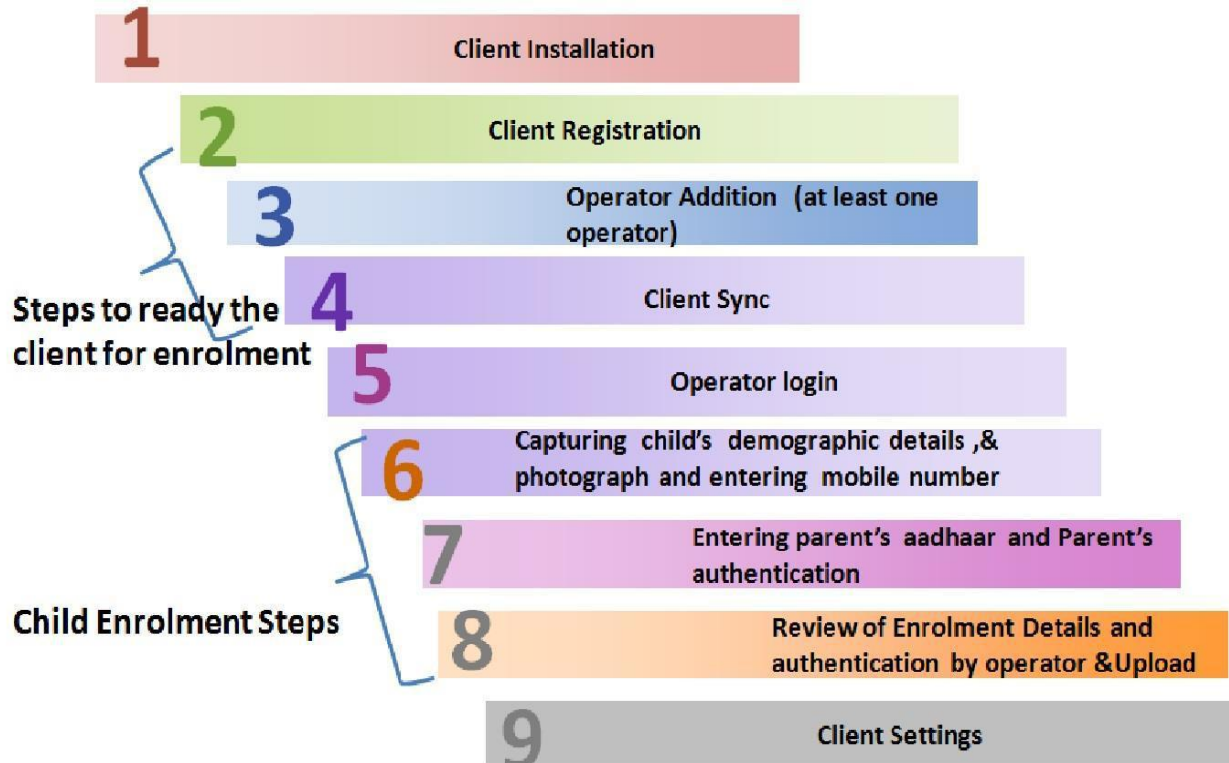 1 Client Installation
2 Client Registration
3 Operator Addition (at least one
operator)
Steps to ready the
client for enrolment
4 Client Sync
5 Operator login
6 Capturing child's demographic details ,&
photograph and entering mobile number
7 Entering parent's aadhaar and Parent's
authentication
Child Enrolment Steps
8 Review of Enrolment Details and
authentication by operator &Upload
9 Client Settings